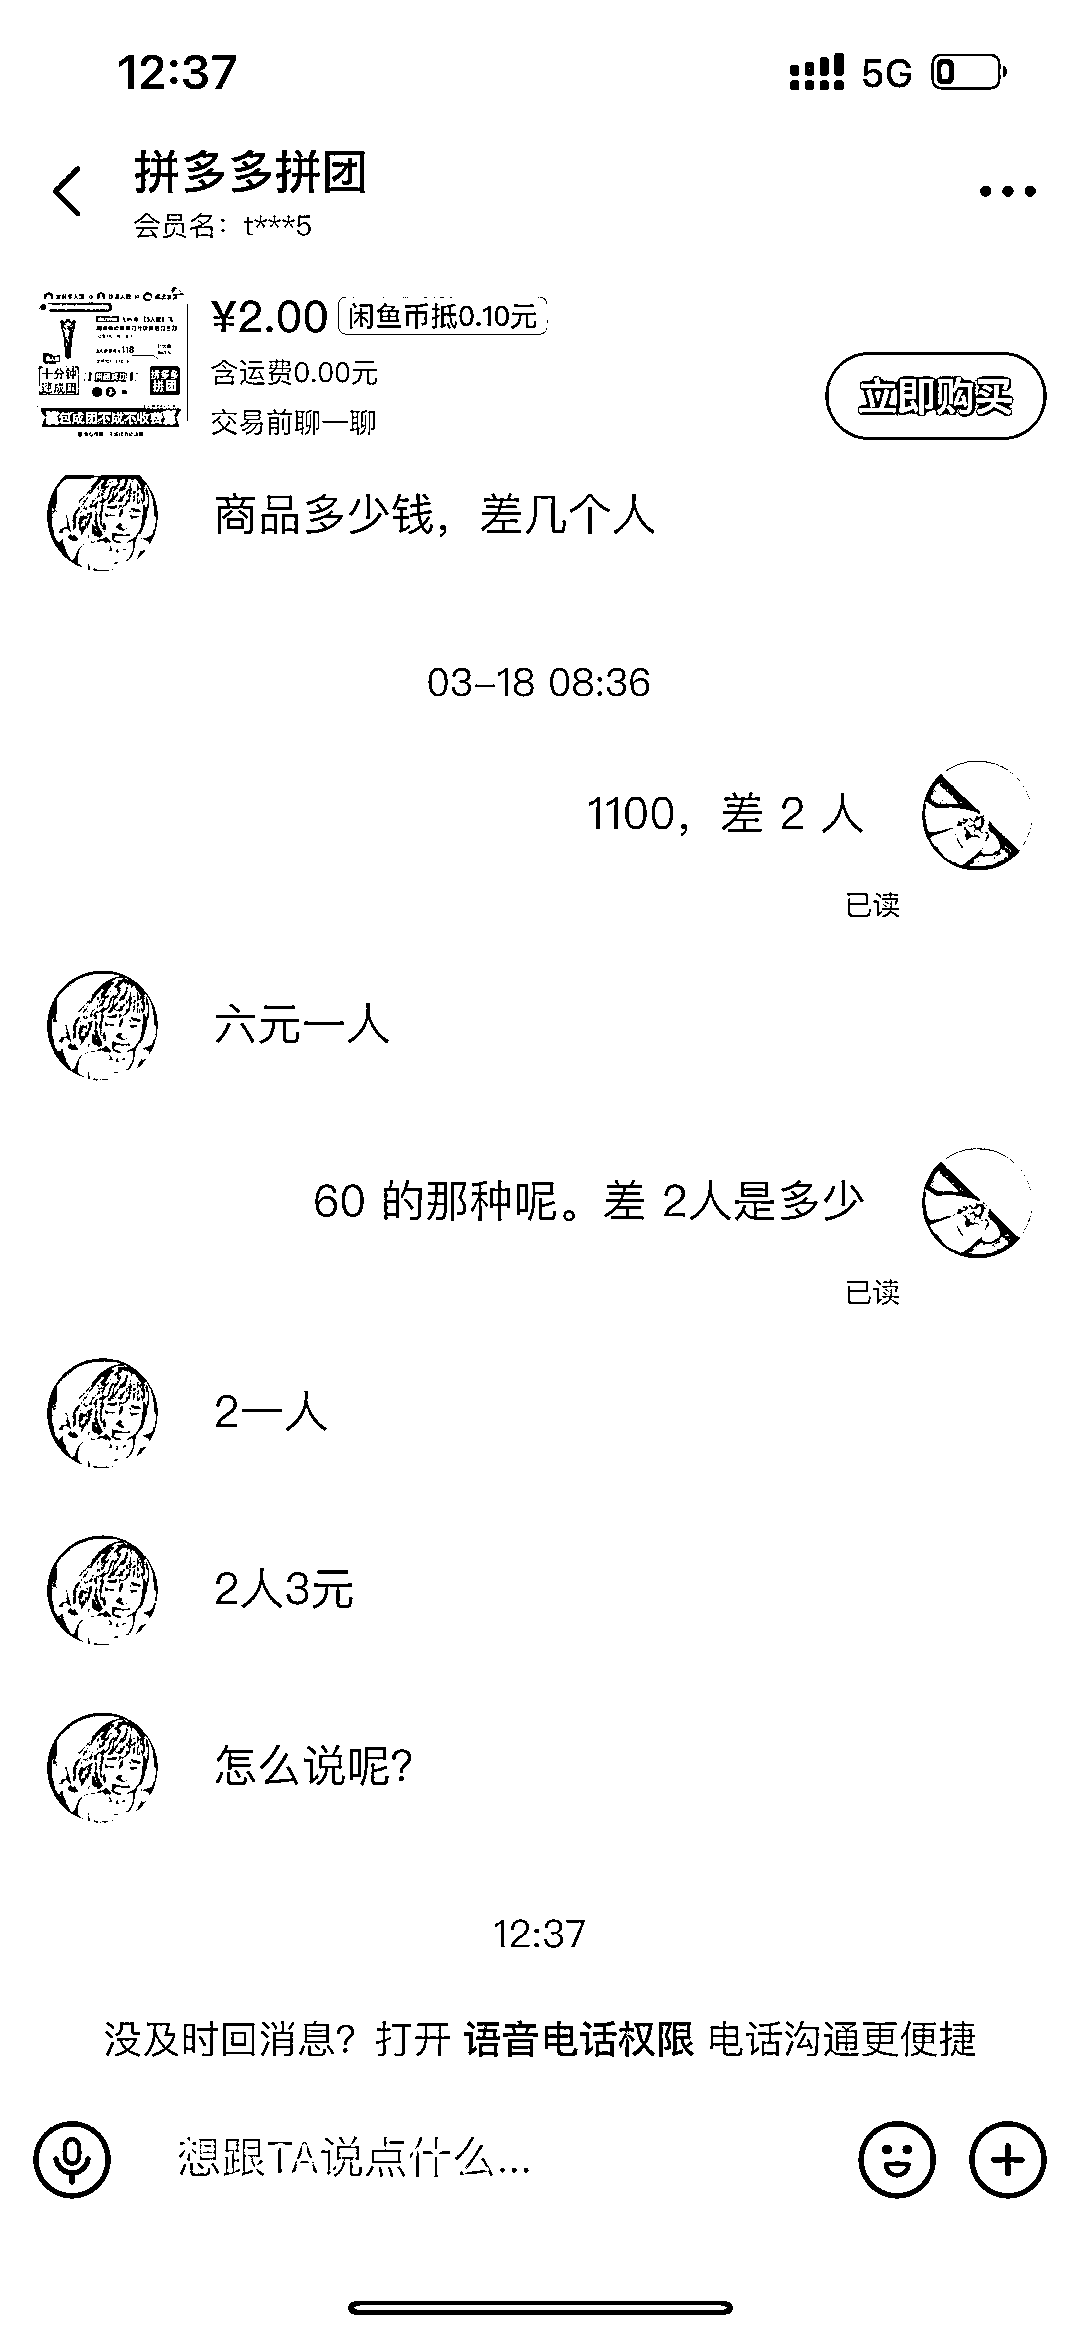 12:37
5G
拼多多拼团
会员名：t***5
¥2.00 闲鱼币抵0.10元
含运费0.00元
交易前聊一聊
立即购买
118
十分钟
拼多多
拼团
包成团不成不收费
商品多少钱，差几个人
03-18 08:36
1100，差 2 人
已读
六元一人
60 的那种呢。差 2人是多少
已读
2一人
2人3元
怎么说呢？
12:37
没及时回消息？打开 语音电话权限 电话沟通更便捷
想跟TA说点什么...